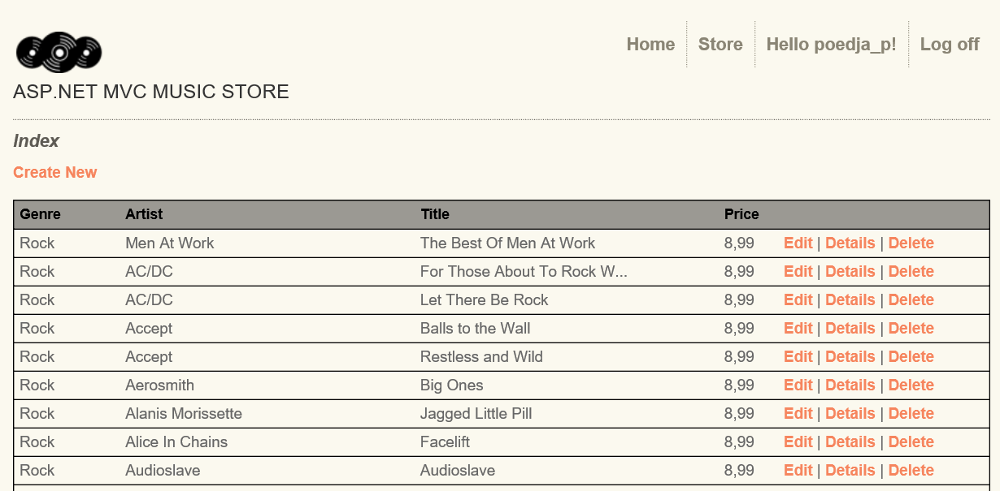 Home Store Hello poedja_p! Log off
ASP.NET MVC MUSIC STORE
Index
Create New
Genre Artist Title Price
Rock Men At Work The Best Of Men At Work 8,99 Edit | Details | Delete
Rock AC/DC For Those About To Rock W... 8,99 Edit | Details | Delete
Rock AC/DC Let There Be Rock 8,99 Edit | Details | Delete
Rock Accept Balls to the Wall 8,99 Edit | Details | Delete
Rock Accept Restless and Wild 8,99 Edit | Details | Delete
Rock Aerosmith Big Ones 8,99 Edit | Details | Delete
Rock Alanis Morissette Jagged Little Pill 8,99 Edit | Details | Delete
Rock Alice In Chains Facelift 8,99 Edit | Details | Delete
Rock Audioslave Audioslave 8,99 Edit | Details | Delete